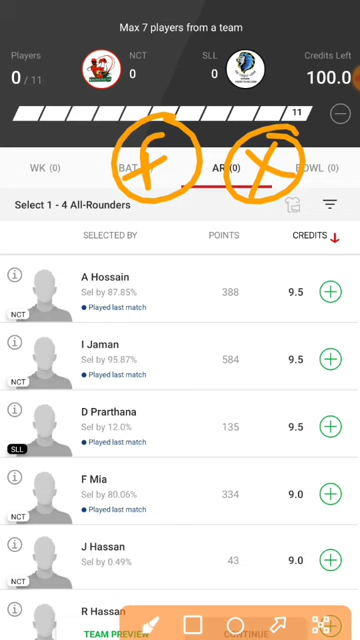 Max 7 players from a team
Players NCT SLL Credits Left
0 / 11 0 0 100.0
11
WK (0) BAT AR (0) BOWL (0)
F X
Select 1 - 4 All-Rounders
SELECTED BY POINTS CREDITS
A Hossain
Sel by 87.85% 388 9.5
Played last match
NCT
I Jaman
Sel by 95.87% 584 9.5
Played last match
NCT
D Prarthana
Sel by 12.0% 135 9.5
Played last match
SLL
F Mia
Sel by 80.06% 334 9.0
Played last match
NCT
J Hassan
Sel by 0.49% 43 9.0
NCT
R Hassan
TEAM PREVIEW CONTINUE